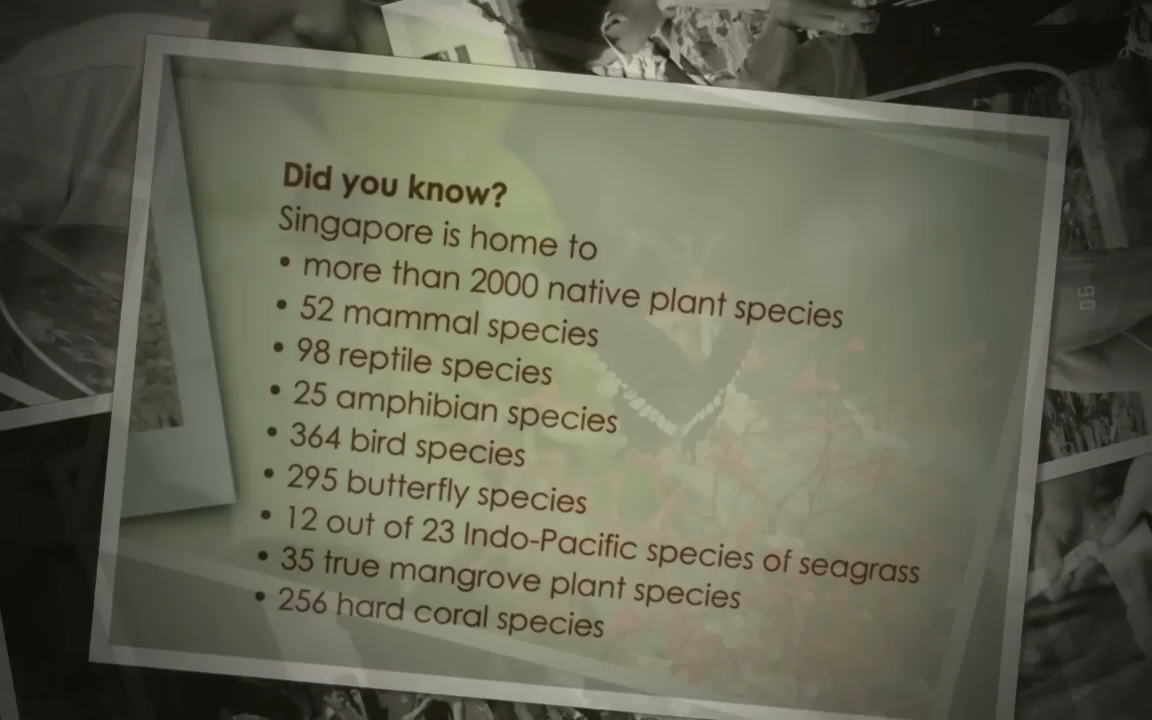 Did you know?
Singapore is home to
• more than 2000 native plant species
• 52 mammal species
• 98 reptile species
• 25 amphibian species
• 364 bird species
• 295 butterfly species
• 12 out of 23 Indo-Pacific species of seagrass
• 35 true mangrove plant species
• 256 hard coral species
90